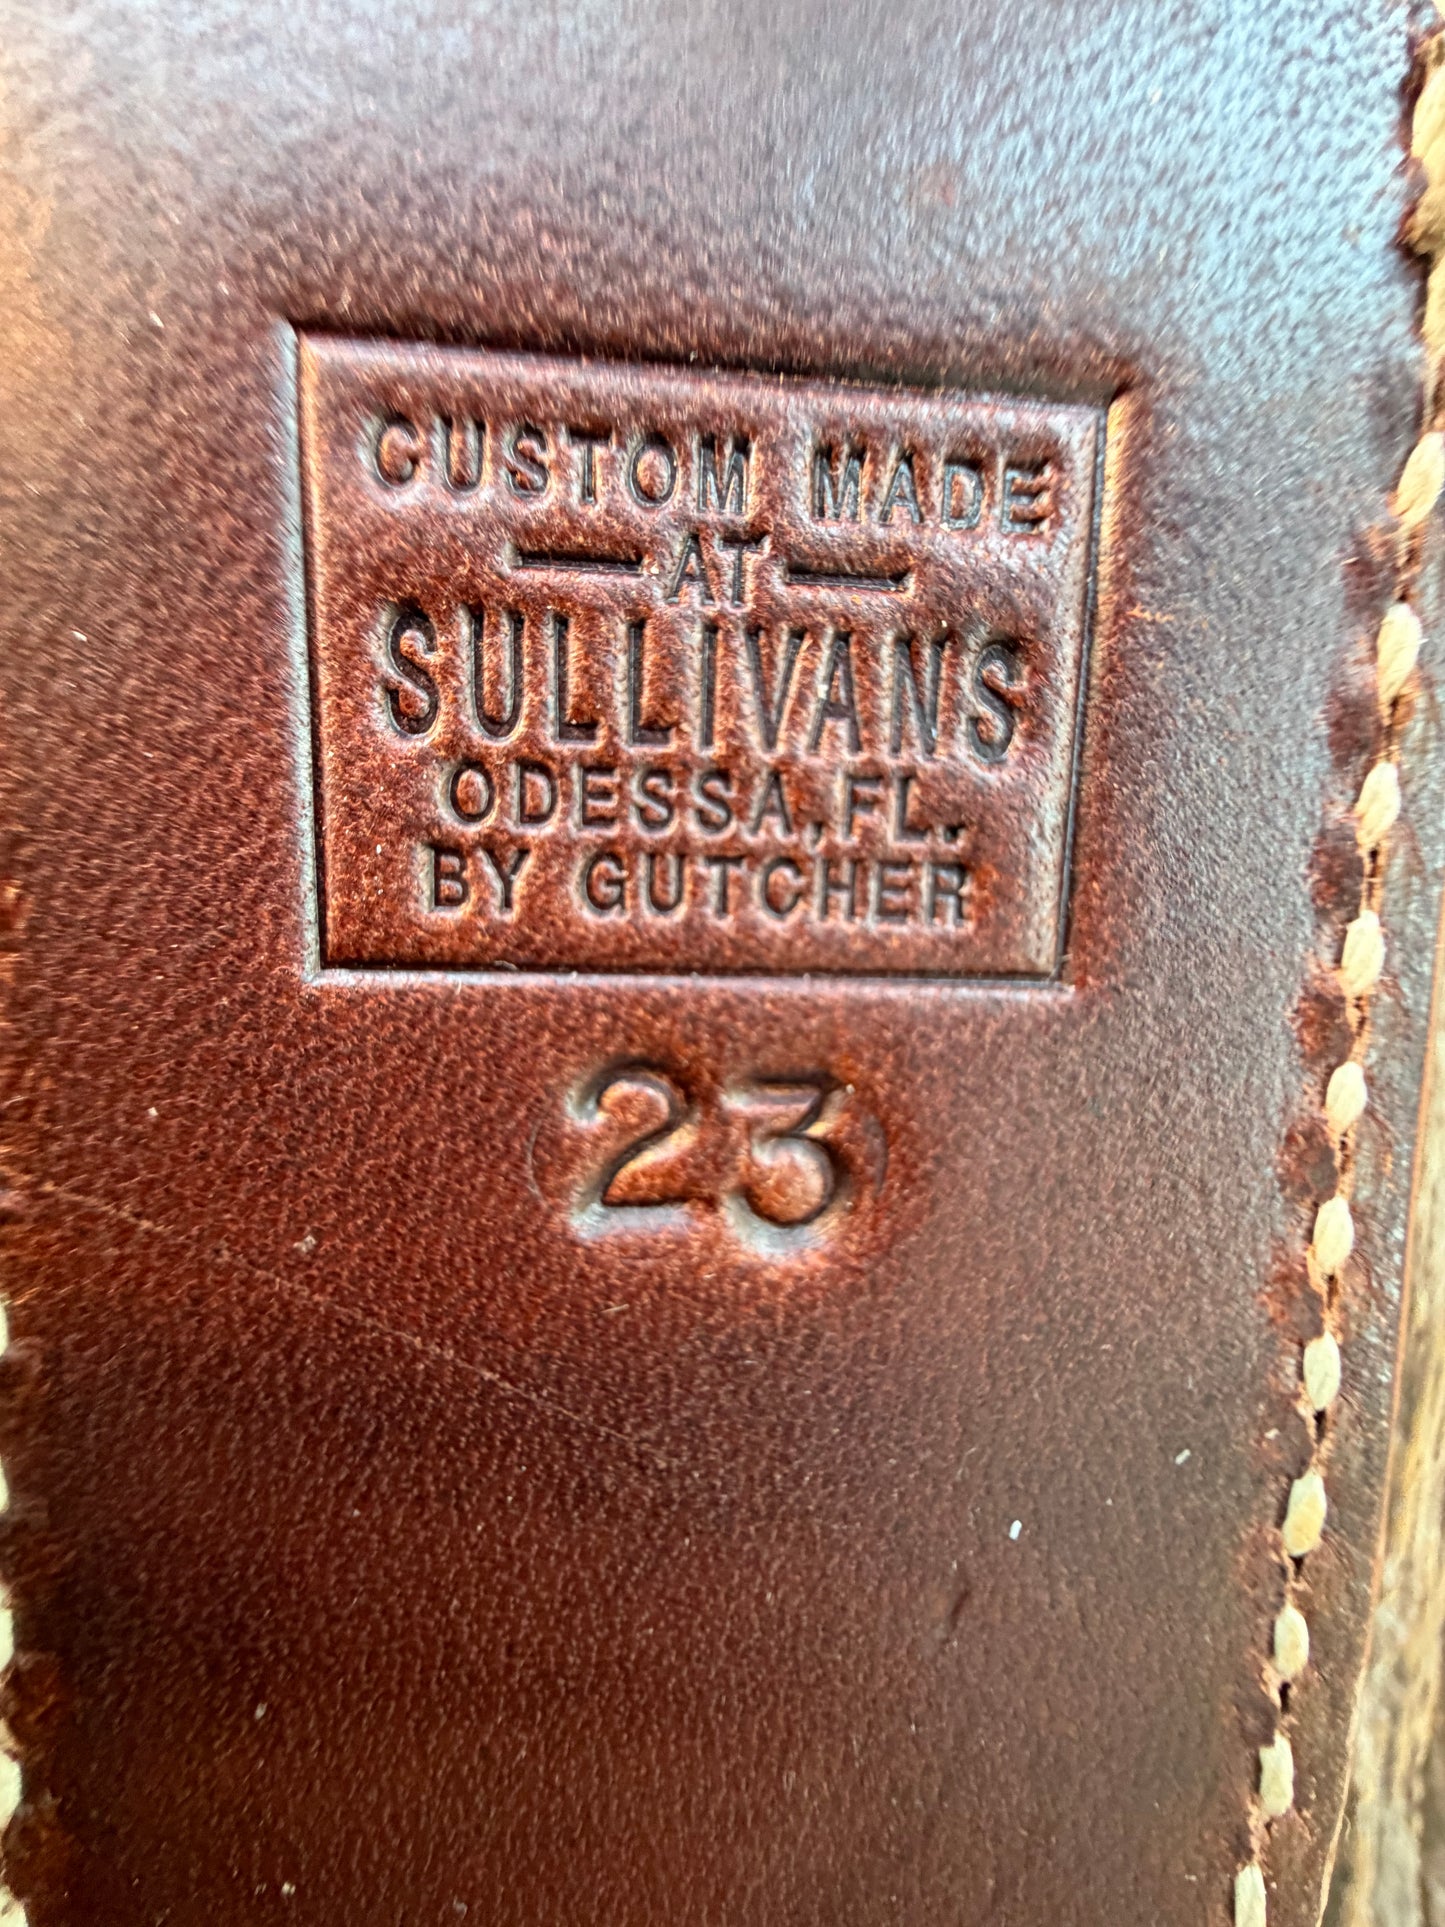 CUSTOM MADE
— AT —
SULLIVANS
ODESSA, FL.
BY GUTCHER
23